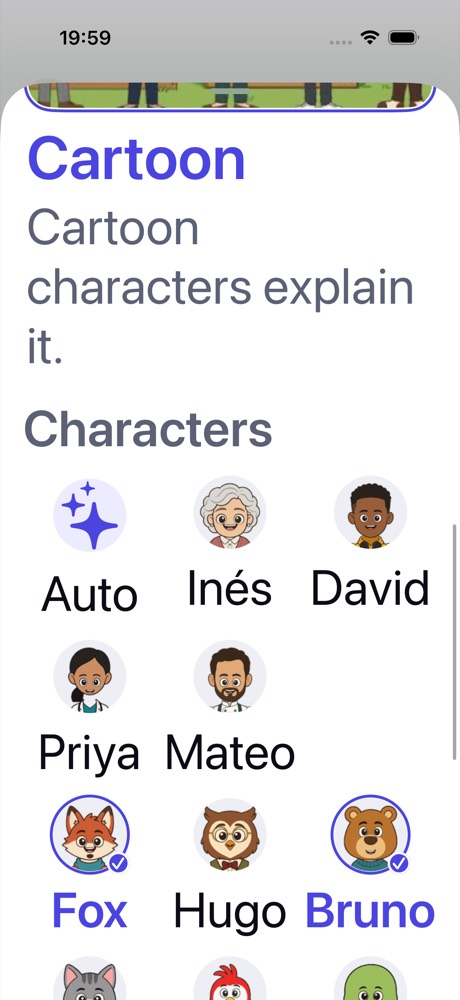 19:59
Cartoon
Cartoon
characters explain
it.
Characters
Auto
Inés
David
Priya
Mateo
Fox
Hugo
Bruno